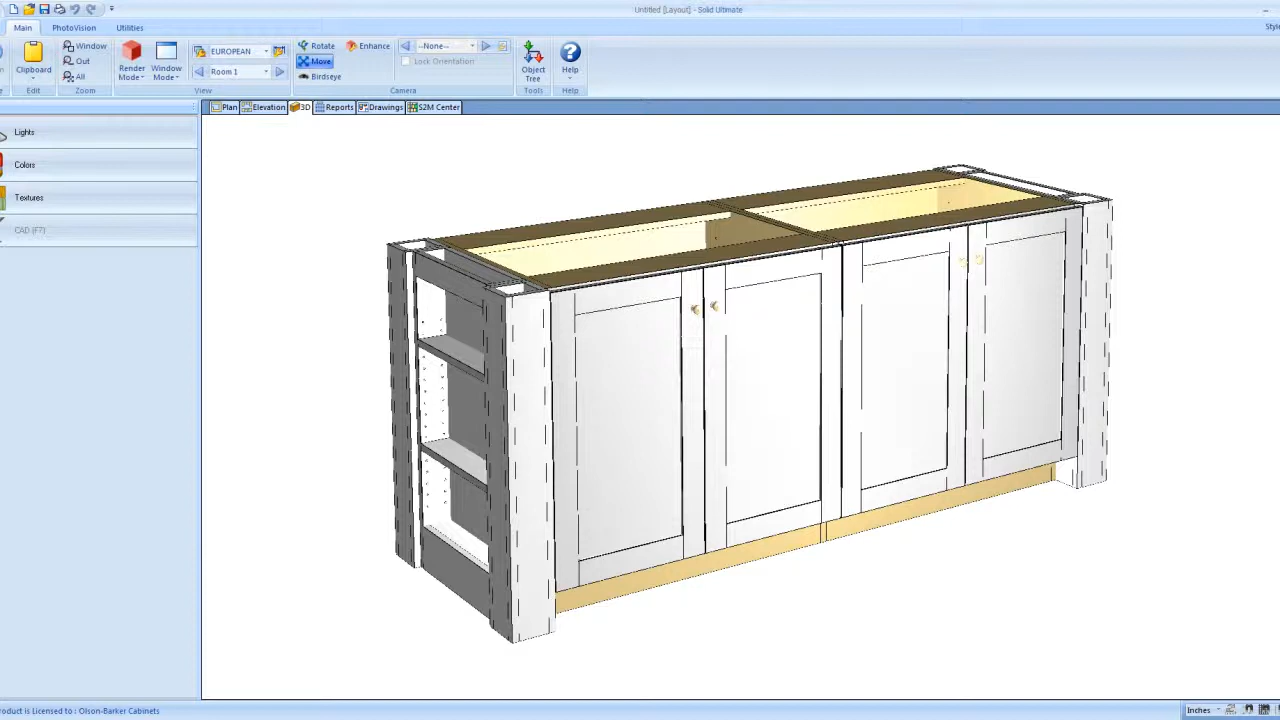 Untitled [Layout] - Solid Ultimate
Main PhotoVision Utilities Style
Window EUROPEAN Rotate Enhance --None--
Clipboard Out Render Mode Window Mode Move Lock Orientation Object Tree Help
All Room 1 Birdseye
Edit Zoom View Camera Tools Help
Plan Elevation 3D Reports Drawings S2M Center
Lights
Colors
Textures
CAD (F7)
roduct is Licensed to : Olson-Barker Cabinets Inches